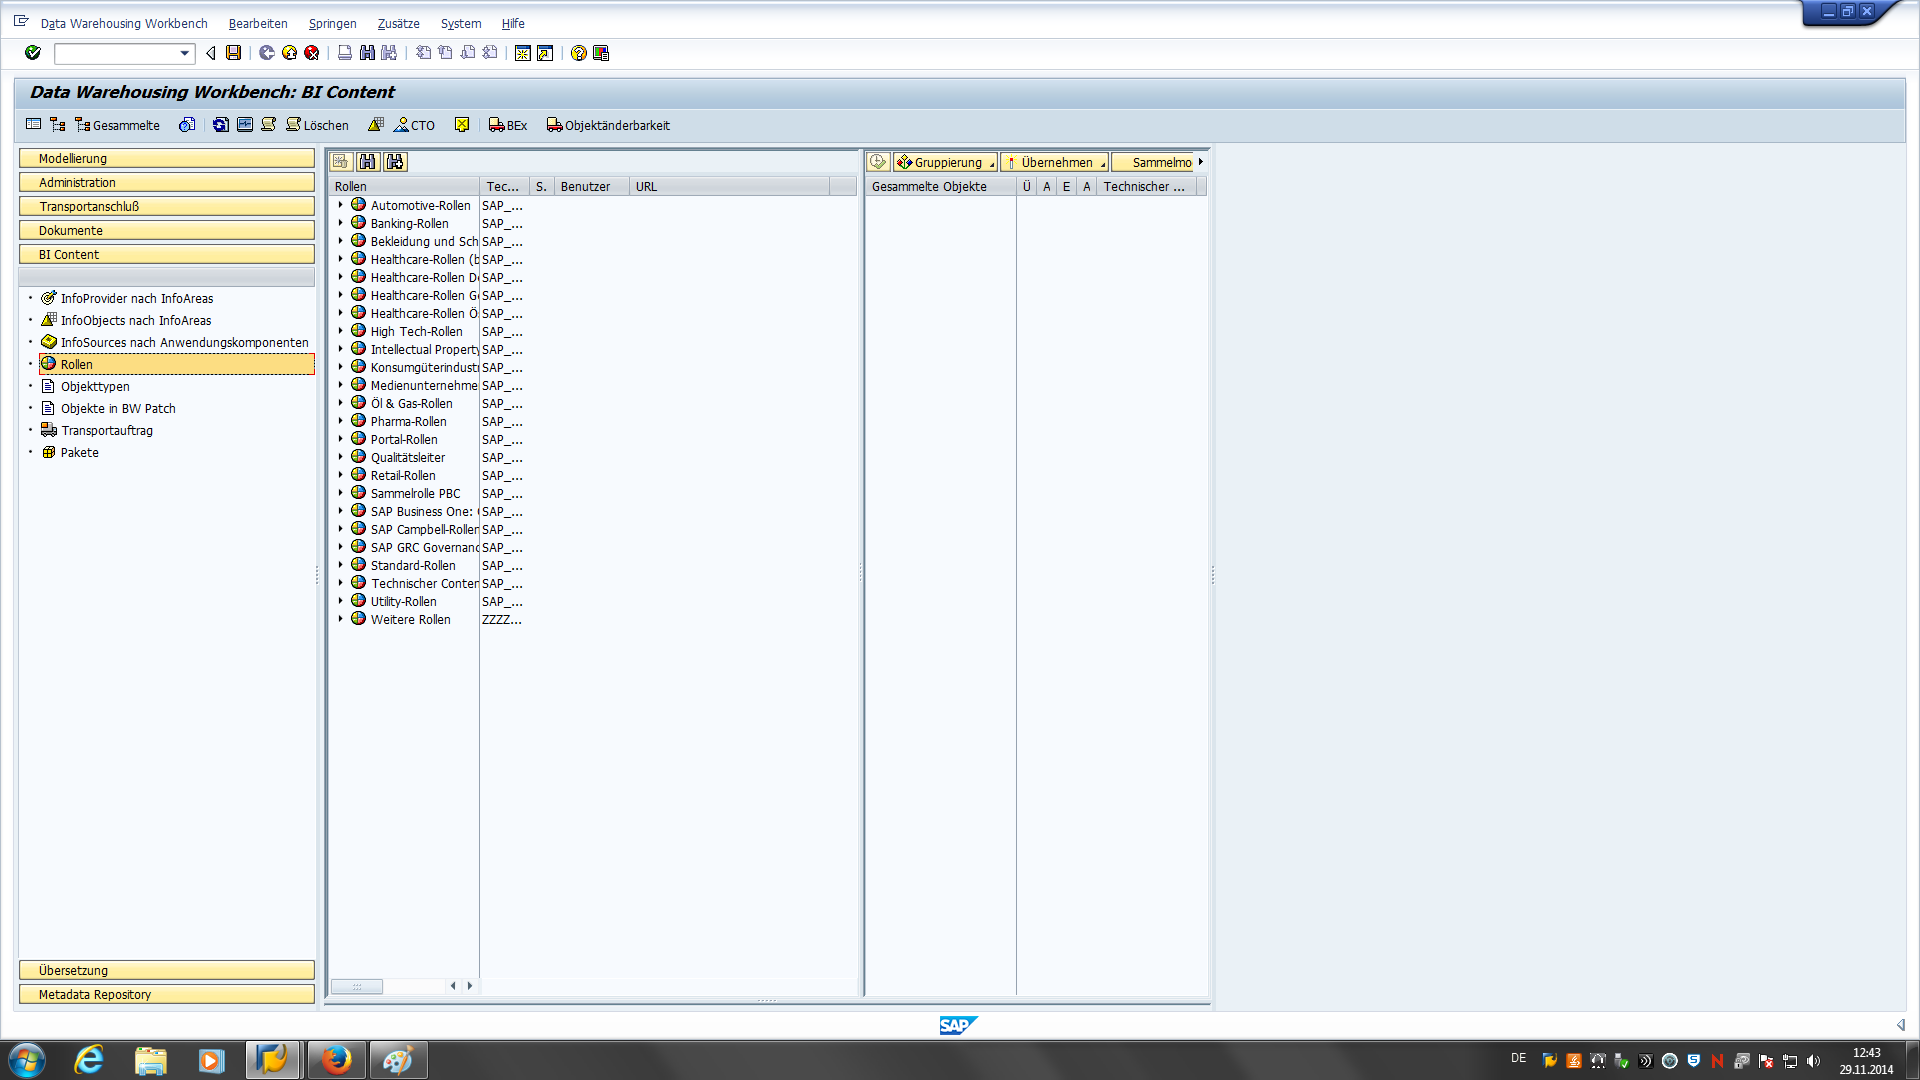 Data Warehousing Workbench Bearbeiten Springen Zusätze System Hilfe
Data Warehousing Workbench: BI Content
Gesammelte Löschen CTO BEx Objektänderbarkeit
Modellierung
Administration
Transportanschluß
Dokumente
BI Content
InfoProvider nach InfoAreas
InfoObjects nach InfoAreas
InfoSources nach Anwendungskomponenten
Rollen
Objekttypen
Objekte in BW Patch
Transportauftrag
Pakete
Übersetzung
Metadata Repository
Rollen Tec... S. Benutzer URL
Automotive-Rollen SAP_...
Banking-Rollen SAP_...
Bekleidung und Sch SAP_...
Healthcare-Rollen (b SAP_...
Healthcare-Rollen De SAP_...
Healthcare-Rollen Ge SAP_...
Healthcare-Rollen Ö SAP_...
High Tech-Rollen SAP_...
Intellectual Property SAP_...
Konsumgüterindust SAP_...
Medienunternehme SAP_...
Öl & Gas-Rollen SAP_...
Pharma-Rollen SAP_...
Portal-Rollen SAP_...
Qualitätsleiter SAP_...
Retail-Rollen SAP_...
Sammelrolle PBC SAP_...
SAP Business One: SAP_...
SAP Campbell-Rollen SAP_...
SAP GRC Governanc SAP_...
Standard-Rollen SAP_...
Technischer Conten SAP_...
Utility-Rollen SAP_...
Weitere Rollen ZZZZ...
Gruppierung Übernehmen Sammelmo
Gesammelte Objekte Ü A E A Technischer ...
SAP
DE
12:43
29.11.2014